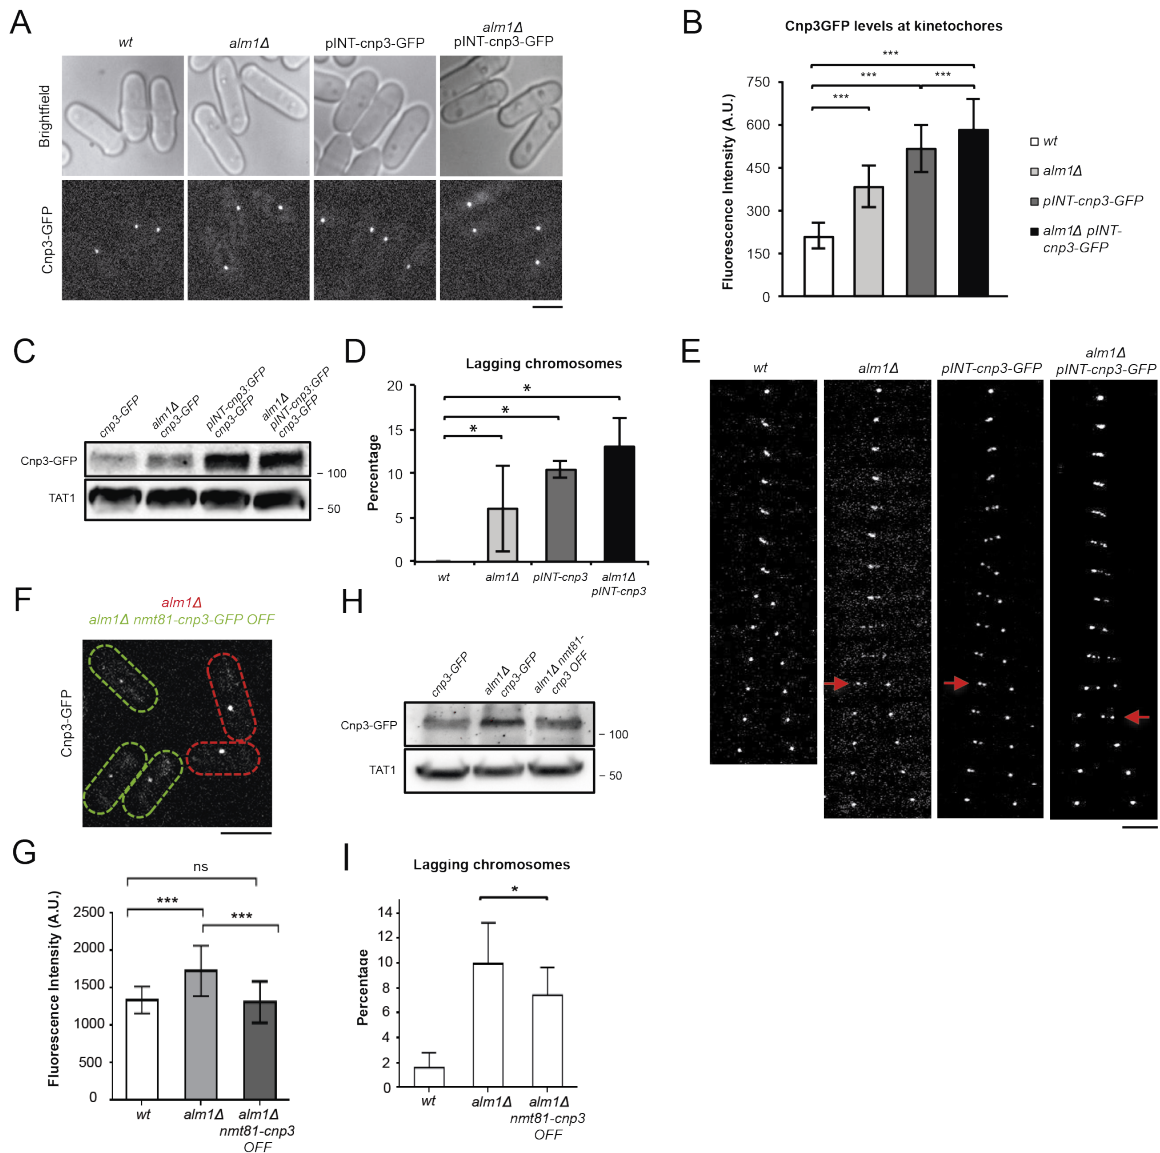 A
wt
alm1Δ
pINT-cnp3-GFP
alm1Δ
pINT-cnp3-GFP
Brightfield
Cnp3-GFP
B
Cnp3GFP levels at kinetochores
***
***
***
***
Fluorescence Intensity (A.U.)
750
600
450
300
150
0
wt
alm1Δ
pINT-cnp3-GFP
alm1Δ pINT-
cnp3-GFP
C
cnp3-GFP
alm1Δ
cnp3-GFP
pINT-cnp3:GFP
cnp3-GFP
alm1Δ
pINT-cnp3:GFP
cnp3-GFP
Cnp3-GFP
– 100
TAT1
– 50
D
Lagging chromosomes
*
*
*
Percentage
20
15
10
5
0
wt
alm1Δ
pINT-cnp3
alm1Δ
pINT-cnp3
E
wt
alm1Δ
pINT-cnp3-GFP
alm1Δ
pINT-cnp3-GFP
F
alm1Δ
alm1Δ nmt81-cnp3-GFP OFF
Cnp3-GFP
H
cnp3-GFP
alm1Δ
cnp3-GFP
alm1Δ nmt81-
cnp3 OFF
Cnp3-GFP
– 100
TAT1
– 50
G
ns
***
***
Fluorescence Intensity (A.U.)
2500
2000
1500
1000
500
0
wt
alm1Δ
alm1Δ
nmt81-cnp3
OFF
I
Lagging chromosomes
*
Percentage
14
12
10
8
6
4
2
0
wt
alm1Δ
alm1Δ
nmt81-cnp3
OFF